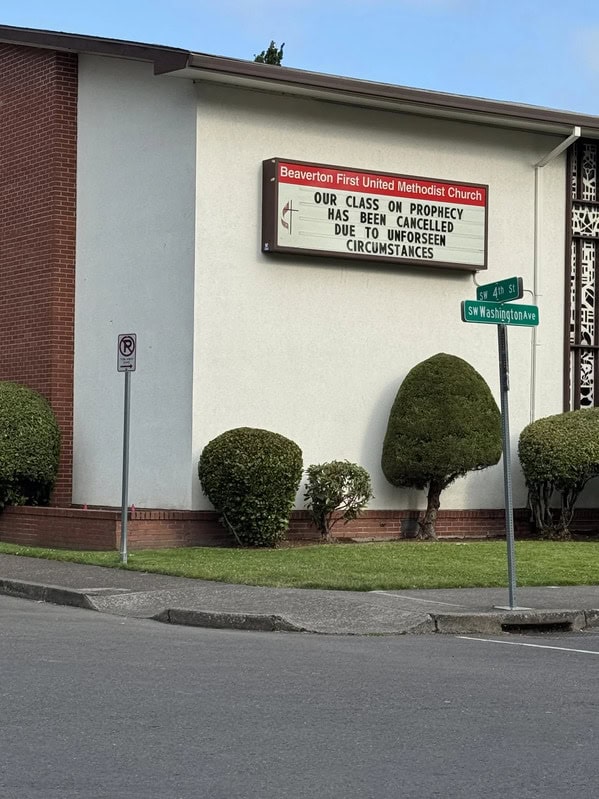 Beaverton First United Methodist Church
OUR CLASS ON PROPHECY
HAS BEEN CANCELLED
DUE TO UNFORSEEN
CIRCUMSTANCES
SW 4th St
SW Washington Ave